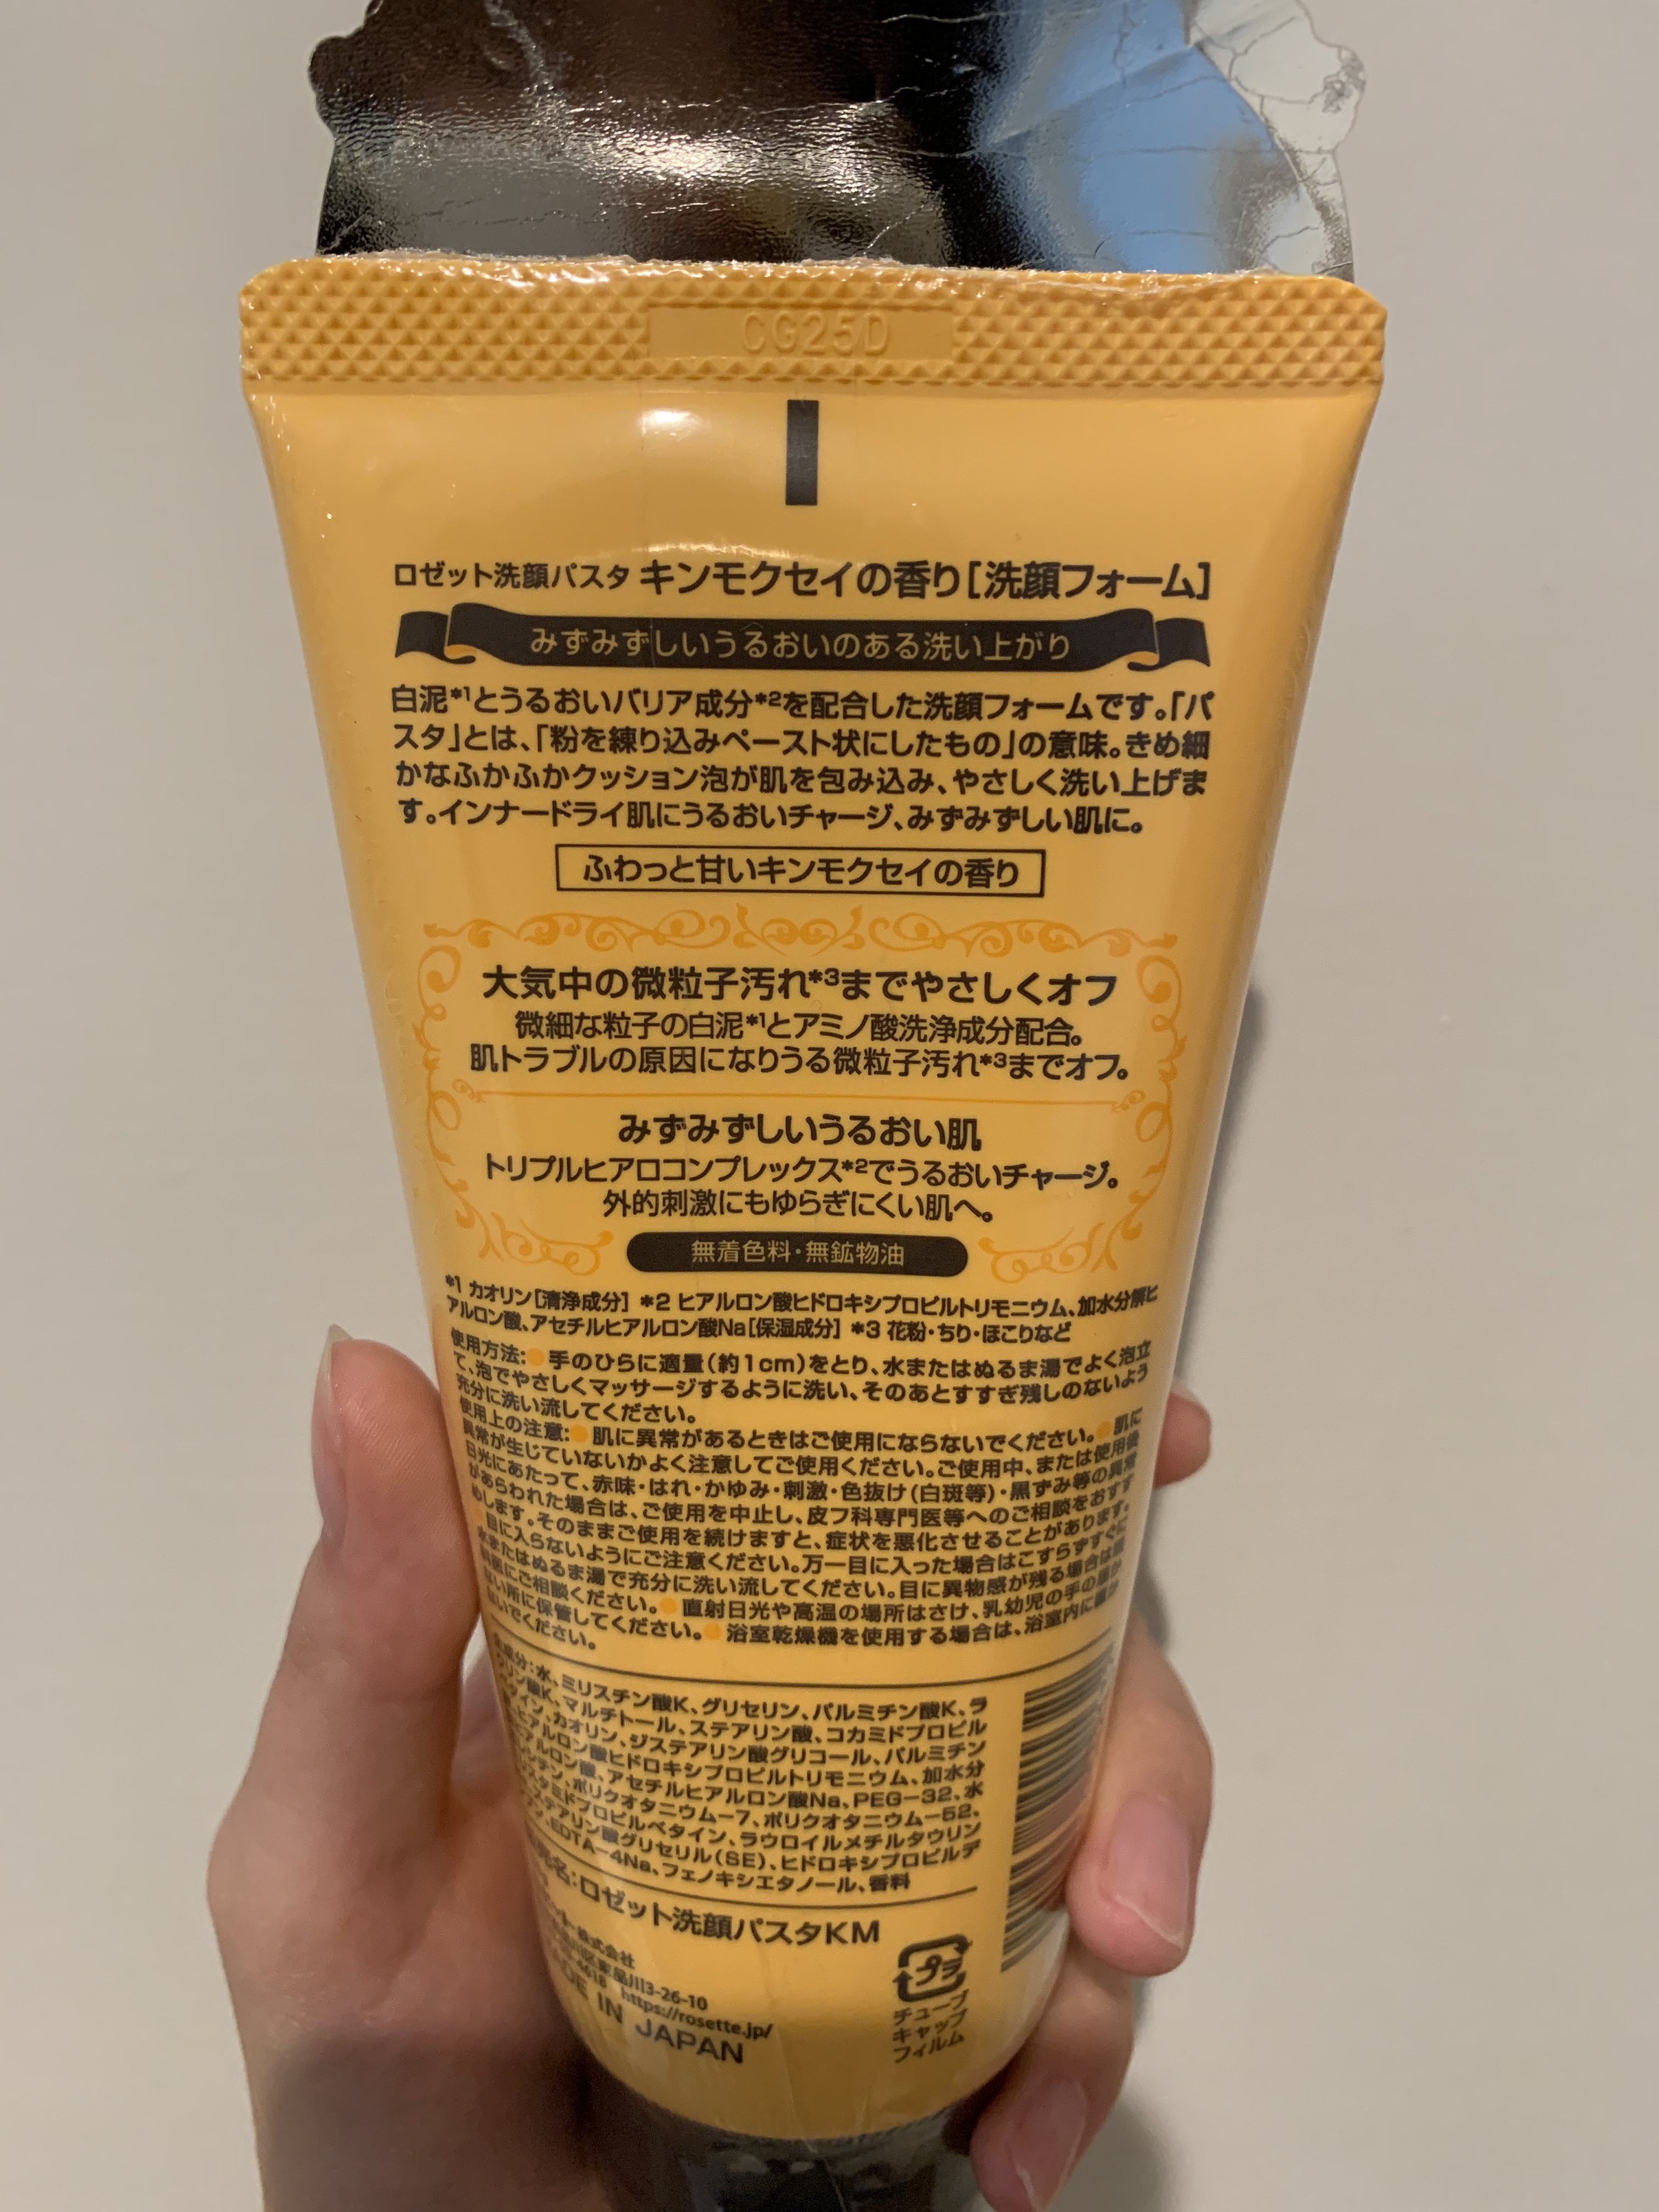 CG25D
ロゼット洗顔パスタ キンモクセイの香り[洗顔フォーム]
みずみずしいうるおいのある洗い上がり
白泥*1とうるおいバリア成分*2を配合した洗顔フォームです。「パ
スタ」とは、「粉を練り込みペースト状にしたもの」の意味。きめ細
かなふかふかクッション泡が肌を包み込み、やさしく洗い上げま
す。インナードライ肌にうるおいチャージ、みずみずしい肌に。
ふわっと甘いキンモクセイの香り
大気中の微粒子汚れ*3までやさしくオフ
微細な粒子の白泥*1とアミノ酸洗浄成分配合。
肌トラブルの原因になりうる微粒子汚れ*3までオフ。
みずみずしいうるおい肌
トリプルヒアロコンプレックス*2でうるおいチャージ。
外的刺激にもゆらぎにくい肌へ。
無着色料・無鉱物油
*1 カオリン[清浄成分] *2 ヒアルロン酸ヒドロキシプロピルトリモニウム、加水分解ヒ
アルロン酸、アセチルヒアルロン酸Na[保湿成分] *3 花粉・ちり・ほこりなど
使用方法:●手のひらに適量(約1cm)をとり、水またはぬるま湯でよく泡立
て、泡でやさしくマッサージするように洗い、そのあとすすぎ残しのないよう
充分に洗い流してください。
使用上の注意:●肌に異常があるときはご使用にならないでください。●肌に
異常が生じていないかよく注意してご使用ください。ご使用中、または使用後
日光にあたって、赤味・はれ・かゆみ・刺激・色抜け(白斑等)・黒ずみ等の異常
があらわれた場合は、ご使用を中止し、皮フ科専門医等へのご相談をおすす
めします。そのままご使用を続けますと、症状を悪化させることがあります。
目に入らないようにご注意ください。万一目に入った場合はこすらずすぐに
水またはぬるま湯で充分に洗い流してください。目に異物感が残る場合は眼
科医にご相談ください。●直射日光や高温の場所はさけ、乳幼児の手の届か
ない所に保管してください。●浴室乾燥機を使用する場合は、浴室内に置か
ないでください。
成分:水、ミリスチン酸K、グリセリン、パルミチン酸K、ラ
ウリン酸K、マルチトール、ステアリン酸、コカミドプロピル
ベタイン、カオリン、ジステアリン酸グリコール、パルミチン
ヒアルロン酸ヒドロキシプロピルトリモニウム、加水分
ヒアルロン酸、アセチルヒアルロン酸Na、PEG-32、水
レシチン、ポリクオタニウム-7、ポリクオタニウム-52、
スタミドプロピルベタイン、ラウロイルメチルタウリン
ステアリン酸グリセリル(SE)、ヒドロキシプロピルデ
EDTA-4Na、フェノキシエタノール、香料
名:ロゼット洗顔パスタKM
株式会社
東品川3-26-10
https://rosette.jp/
MADE IN JAPAN
プラ
チューブ
キャップ
フィルム